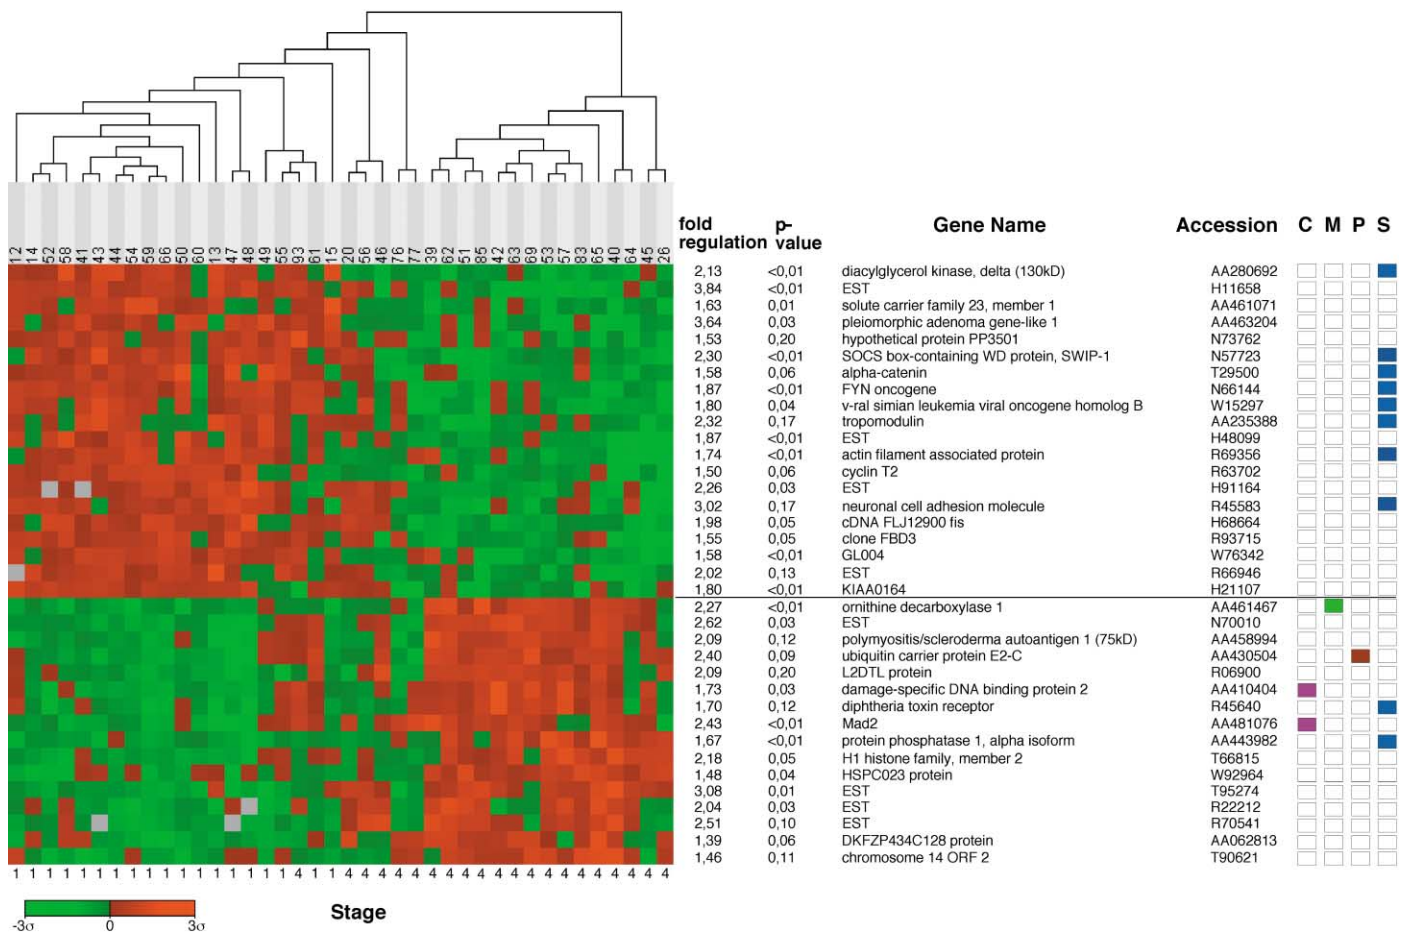 12 14 52 58 41 43 44 54 59 66 50 60 13 47 48 49 55 93 61 15 20 56 46 76 77 39 62 51 85 42 63 69 53 57 83 65 40 64 45 26
fold regulation p-value Gene Name Accession C M P S
2,13 <0,01 diacylglycerol kinase, delta (130kD) AA280692
3,84 <0,01 EST H11658
1,63 0,01 solute carrier family 23, member 1 AA461071
3,64 0,03 pleiomorphic adenoma gene-like 1 AA463204
1,53 0,20 hypothetical protein PP3501 N73762
2,30 <0,01 SOCS box-containing WD protein, SWIP-1 N57723
1,58 0,06 alpha-catenin T29500
1,87 <0,01 FYN oncogene N66144
1,80 0,04 v-ral simian leukemia viral oncogene homolog B W15297
2,32 0,17 tropomodulin AA235388
1,87 <0,01 EST H48099
1,74 <0,01 actin filament associated protein R69356
1,50 0,06 cyclin T2 R63702
2,26 0,03 EST H91164
3,02 0,17 neuronal cell adhesion molecule R45583
1,98 0,05 cDNA FLJ12900 fis H68664
1,55 0,05 clone FBD3 R93715
1,58 <0,01 GL004 W76342
2,02 0,13 EST R66946
1,80 <0,01 KIAA0164 H21107
2,27 <0,01 ornithine decarboxylase 1 AA461467
2,62 0,03 EST N70010
2,09 0,12 polymyositis/scleroderma autoantigen 1 (75kD) AA458994
2,40 0,09 ubiquitin carrier protein E2-C AA430504
2,09 0,20 L2DTL protein R06900
1,73 0,03 damage-specific DNA binding protein 2 AA410404
1,70 0,12 diphtheria toxin receptor R45640
2,43 <0,01 Mad2 AA481076
1,67 <0,01 protein phosphatase 1, alpha isoform AA443982
2,18 0,05 H1 histone family, member 2 T66815
1,48 0,04 HSPC023 protein W92964
3,08 0,01 EST T95274
2,04 0,03 EST R22212
2,51 0,10 EST R70541
1,39 0,06 DKFZP434C128 protein AA062813
1,46 0,11 chromosome 14 ORF 2 T90621
1 1 1 1 1 1 1 1 1 1 1 1 1 1 1 1 1 4 1 1 4 4 4 4 4 4 4 4 4 4 4 4 4 4 4 4 4 4 4 4
-3σ 0 3σ
Stage